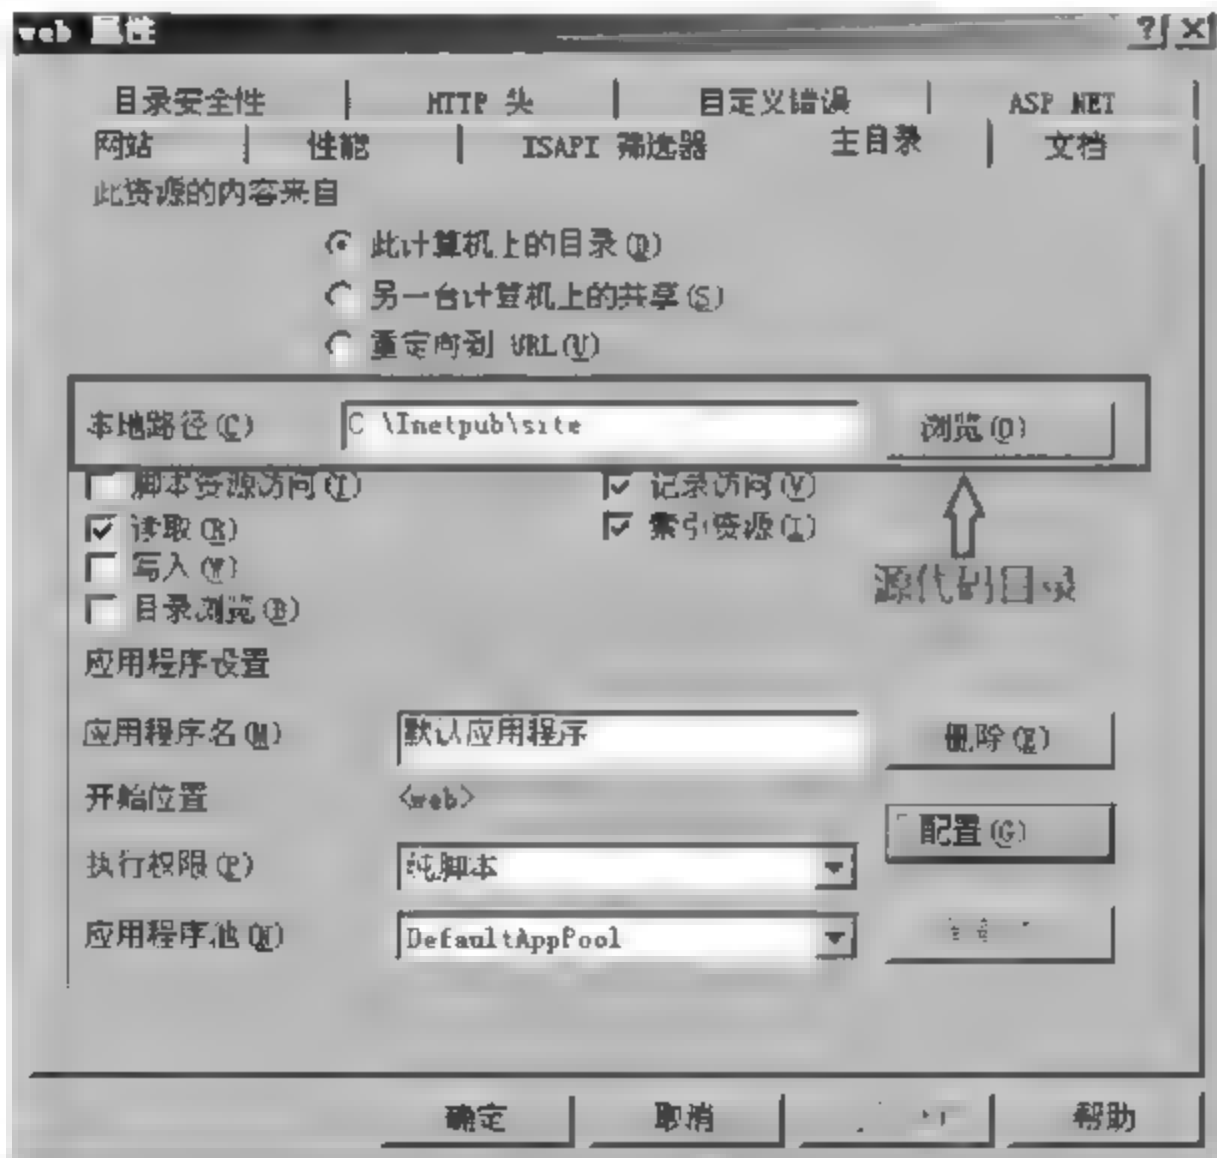 web 属性
目录安全性 HTTP 头 自定义错误 ASP NET
网站 性能 ISAPI 筛选器 主目录 文档
此资源的内容来自
此计算机上的目录(D)
另一台计算机上的共享(S)
重定向到 URL(U)
本地路径(C) C \Inetpub\site 浏览(O)
脚本资源访问(T) 记录访问(V)
读取(R) 索引资源(I)
写入(W)
源代码目录
目录浏览(B)
应用程序设置
应用程序名(M) 默认应用程序 删除(E)
开始位置 <web>
配置(G)
执行权限(P) 纯脚本
应用程序池(N) DefaultAppPool
确定 取消 帮助